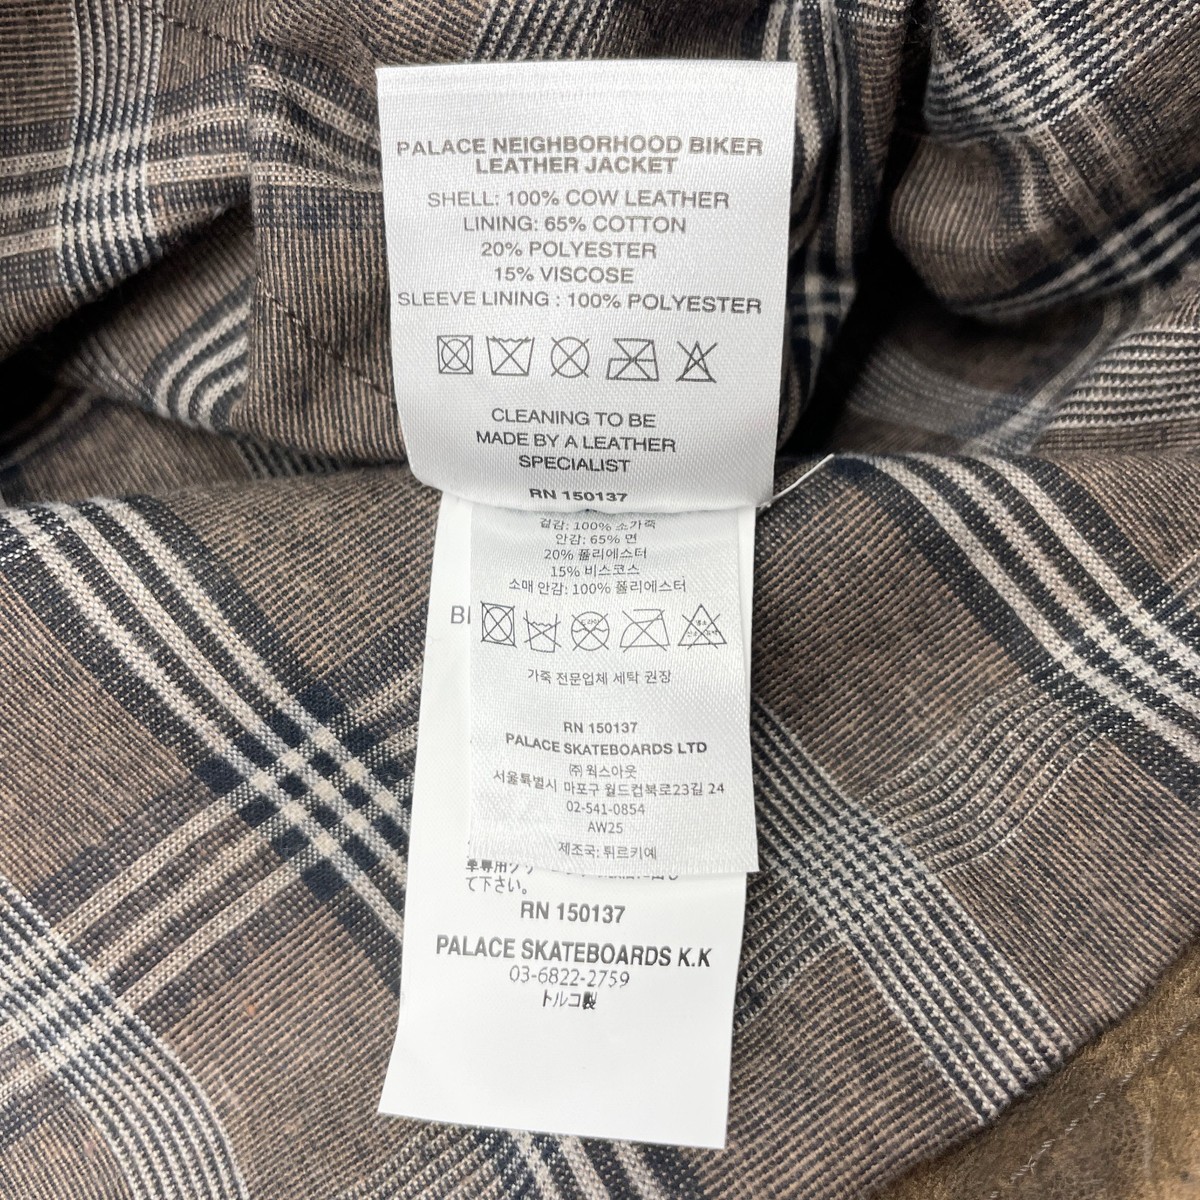 PALACE NEIGHBORHOOD BIKER
LEATHER JACKET
SHELL: 100% COW LEATHER
LINING: 65% COTTON
20% POLYESTER
15% VISCOSE
SLEEVE LINING : 100% POLYESTER
CLEANING TO BE
MADE BY A LEATHER
SPECIALIST
RN 150137
겉감: 100% 소가죽
안감: 65% 면
20% 폴리에스터
15% 비스코스
소매 안감: 100% 폴리에스터
가죽 전문업체 세탁 권장
RN 150137
PALACE SKATEBOARDS LTD
㈜ 웍스아웃
서울특별시 마포구 월드컵북로23길 24
02-541-0854
AW25
제조국: 튀르키예
て下さい。
RN 150137
PALACE SKATEBOARDS K.K
03-6822-2759
トルコ製